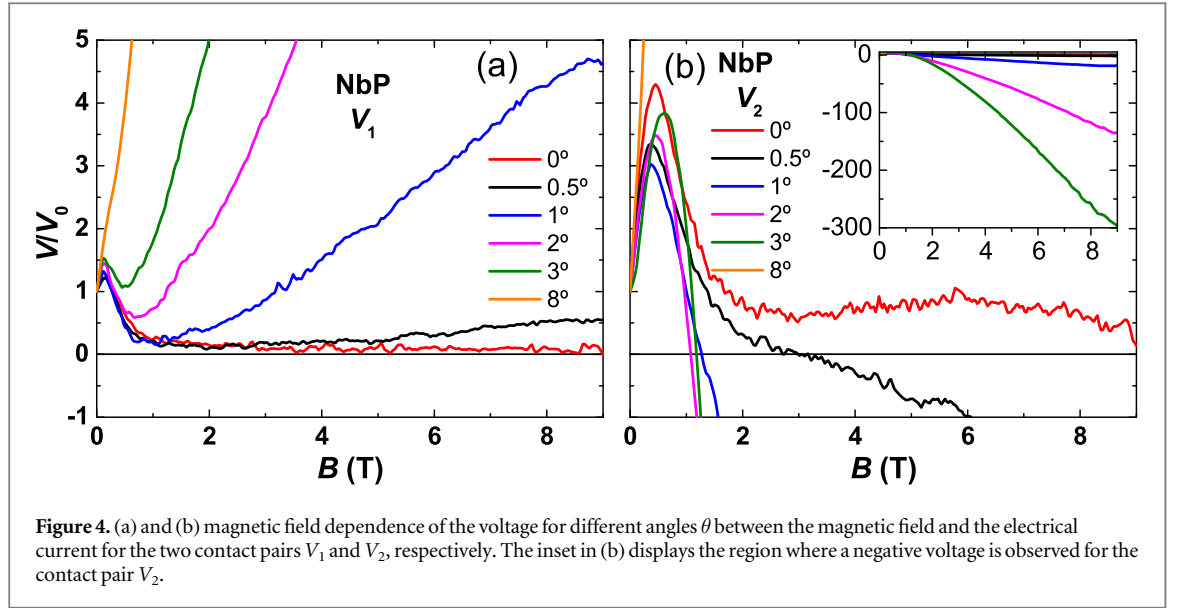 5
4
3
2
1
0
-1
V/V0
(a)
NbP
V1
0º
0.5º
1º
2º
3º
8º
0 2 4 6 8
B (T)
(b)
NbP
V2
0º
0.5º
1º
2º
3º
8º
0
-100
-200
-300
0 2 4 6 8
0 2 4 6 8
B (T)
Figure 4. (a) and (b) magnetic field dependence of the voltage for different angles θ between the magnetic field and the electrical
current for the two contact pairs V1 and V2, respectively. The inset in (b) displays the region where a negative voltage is observed for the
contact pair V2.